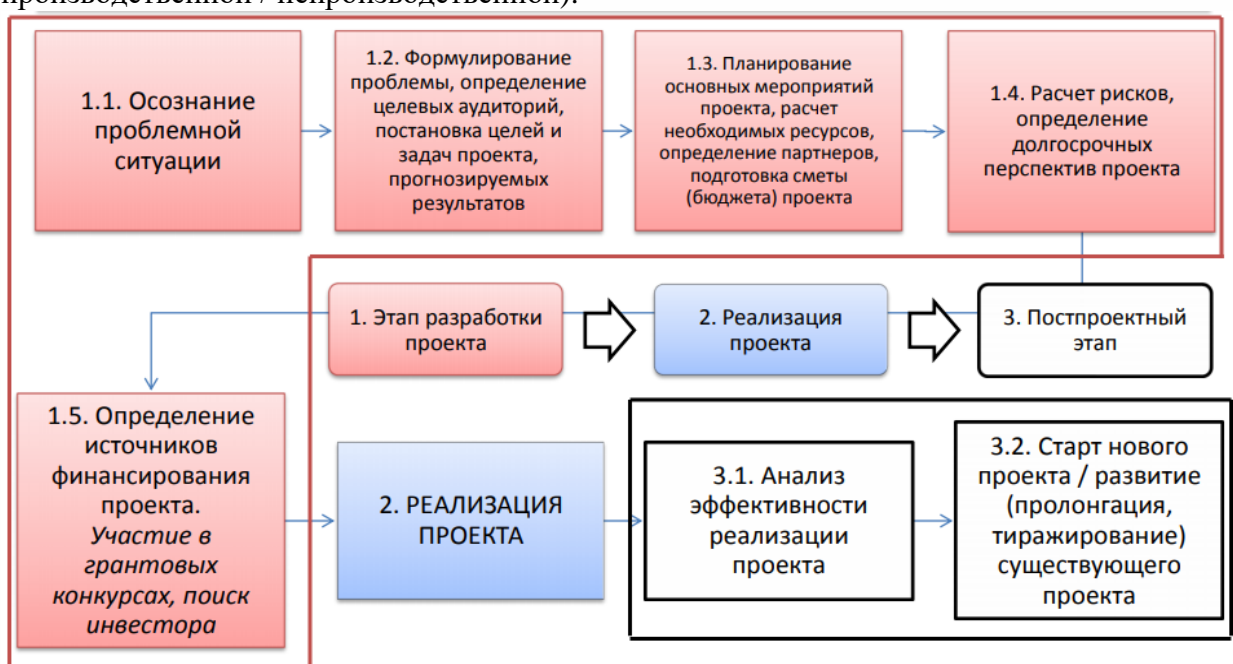 производственной / непроизводственной).
1.1. Осознание
проблемной
ситуации
1.2. Формулирование
проблемы, определение
целевых аудиторий,
постановка целей и
задач проекта,
прогнозируемых
результатов
1.3. Планирование
основных мероприятий
проекта, расчет
необходимых ресурсов,
определение партнеров,
подготовка сметы
(бюджета) проекта
1.4. Расчет рисков,
определение
долгосрочных
перспектив проекта
1. Этап разработки
проекта
2. Реализация
проекта
3. Постпроектный
этап
1.5. Определение
источников
финансирования
проекта.
Участие в
грантовых
конкурсах, поиск
инвестора
2. РЕАЛИЗАЦИЯ
ПРОЕКТА
3.1. Анализ
эффективности
реализации
проекта
3.2. Старт нового
проекта / развитие
(пролонгация,
тиражирование)
существующего
проекта